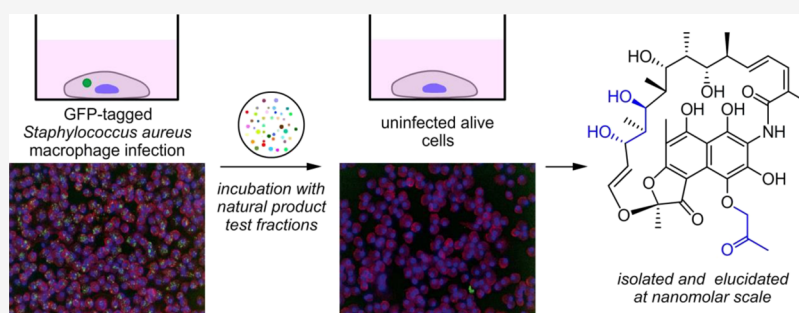 GFP-tagged
Staphylococcus aureus
macrophage infection
incubation with
natural product
test fractions
uninfected alive
cells
HO
OH
O
HO
OH
OH
NH
HO
O
OH
O
O
O
O
isolated and elucidated
at nanomolar scale